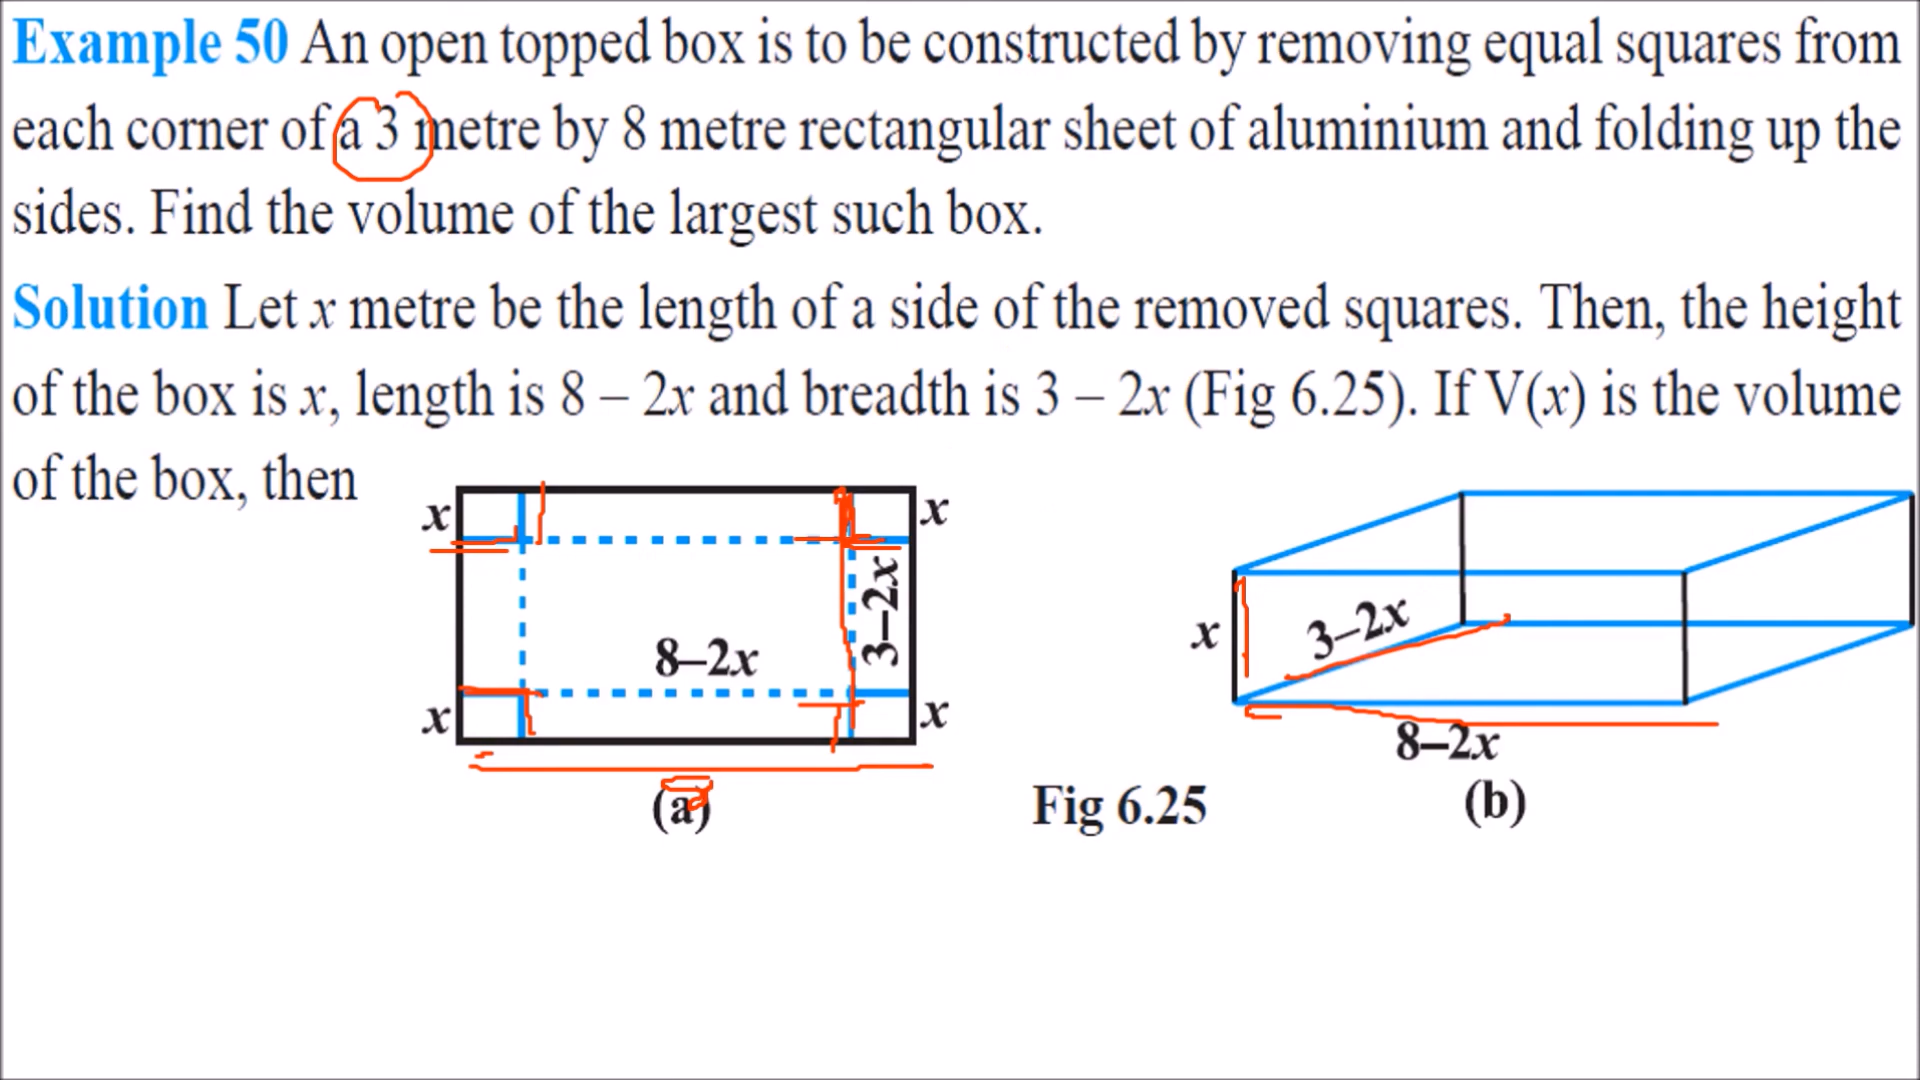 Example 50 An open topped box is to be constructed by removing equal squares from
each corner of a 3 metre by 8 metre rectangular sheet of aluminium and folding up the
sides. Find the volume of the largest such box.
Solution Let x metre be the length of a side of the removed squares. Then, the height
of the box is x, length is 8 – 2x and breadth is 3 – 2x (Fig 6.25). If V(x) is the volume
of the box, then
x
x
3–2x
8–2x
x
x
(a)
Fig 6.25
x
3–2x
8–2x
(b)